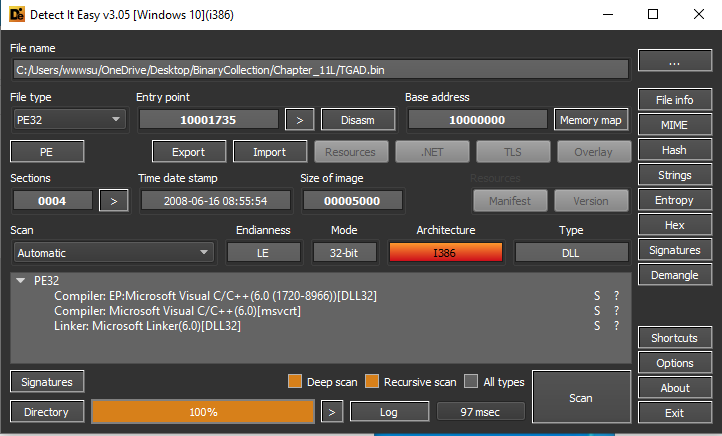 Detect It Easy v3.05 [Windows 10](i386)
File name
C:/Users/wwwsu/OneDrive/Desktop/BinaryCollection/Chapter_11L/TGAD.bin
...
File type Entry point Base address
File info
PE32 10001735 > Disasm 10000000 Memory map
MIME
PE Export Import Resources .NET TLS Overlay
Hash
Sections Time date stamp Size of image Resources
Strings
0004 > 2008-06-16 08:55:54 00005000 Manifest Version
Entropy
Hex
Scan Endianness Mode Architecture Type
Automatic LE 32-bit I386 DLL
Signatures
Demangle
PE32
Compiler: EP:Microsoft Visual C/C++(6.0 (1720-8966))[DLL32] S ?
Compiler: Microsoft Visual C/C++(6.0)[msvcrt] S ?
Linker: Microsoft Linker(6.0)[DLL32] S ?
Shortcuts
Options
Signatures Deep scan Recursive scan All types
Scan
About
Directory 100% > Log 97 msec
Exit